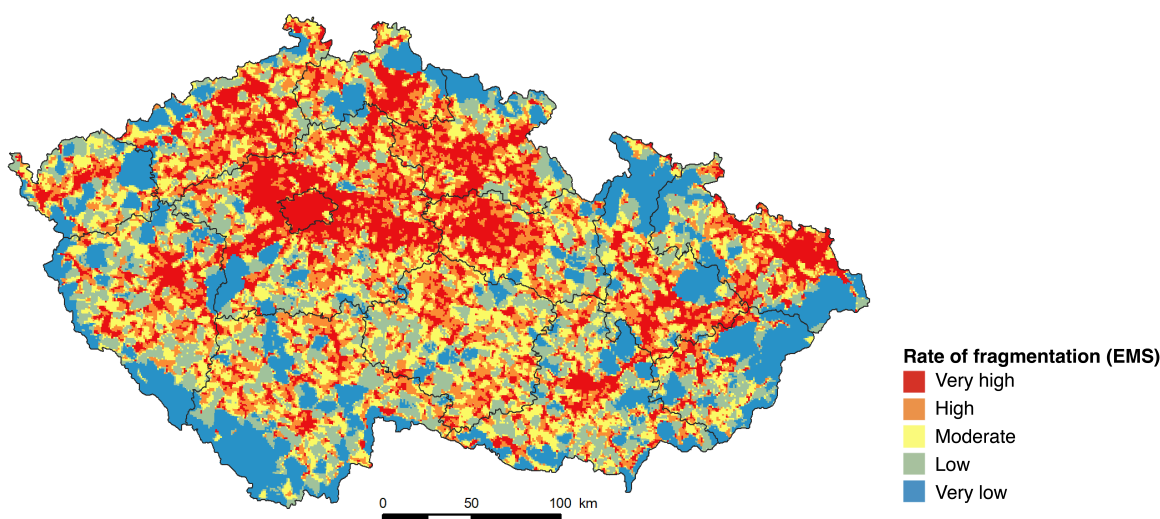 Rate of fragmentation (EMS)
Very high
High
Moderate
Low
Very low
0 50 100 km